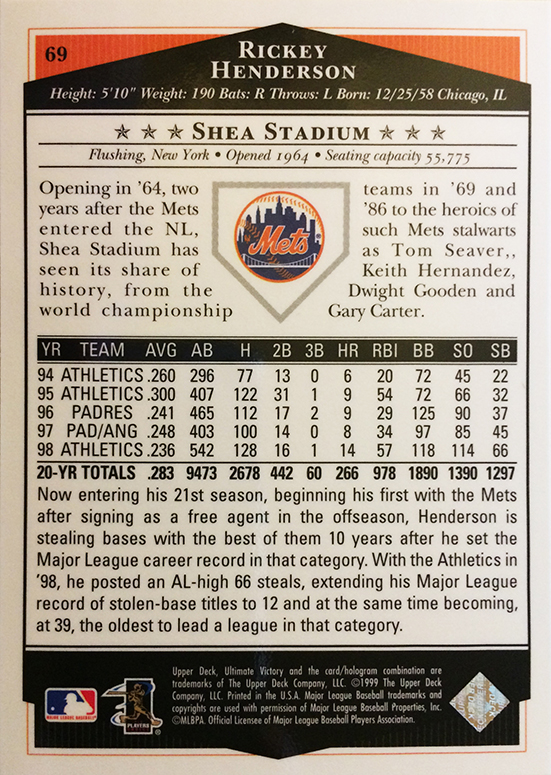 69
RICKEY
HENDERSON
Height: 5'10" Weight: 190 Bats: R Throws: L Born: 12/25/58 Chicago, IL
★ ★ ★ SHEA STADIUM ★ ★ ★
Flushing, New York • Opened 1964 • Seating capacity 55,775
Opening in '64, two
years after the Mets
entered the NL,
Shea Stadium has
seen its share of
history, from the
world championship
Mets
teams in '69 and
'86 to the heroics of
such Mets stalwarts
as Tom Seaver,,
Keith Hernandez,
Dwight Gooden and
Gary Carter.
YR TEAM AVG AB H 2B 3B HR RBI BB SO SB
94 ATHLETICS .260 296 77 13 0 6 20 72 45 22
95 ATHLETICS .300 407 122 31 1 9 54 72 66 32
96 PADRES .241 465 112 17 2 9 29 125 90 37
97 PAD/ANG .248 403 100 14 0 8 34 97 85 45
98 ATHLETICS .236 542 128 16 1 14 57 118 114 66
20-YR TOTALS .283 9473 2678 442 60 266 978 1890 1390 1297
Now entering his 21st season, beginning his first with the Mets
after signing as a free agent in the offseason, Henderson is
stealing bases with the best of them 10 years after he set the
Major League career record in that category. With the Athletics in
'98, he posted an AL-high 66 steals, extending his Major League
record of stolen-base titles to 12 and at the same time becoming,
at 39, the oldest to lead a league in that category.
Upper Deck, Ultimate Victory and the card/hologram combination are
trademarks of The Upper Deck Company, LLC. ©1999 The Upper Deck
Company, LLC. Printed in the U.S.A. Major League Baseball trademarks and
copyrights are used with permission of Major League Baseball Properties, Inc.
©MLBPA. Official Licensee of Major League Baseball Players Association.
MAJOR LEAGUE BASEBALL
PLAYERS